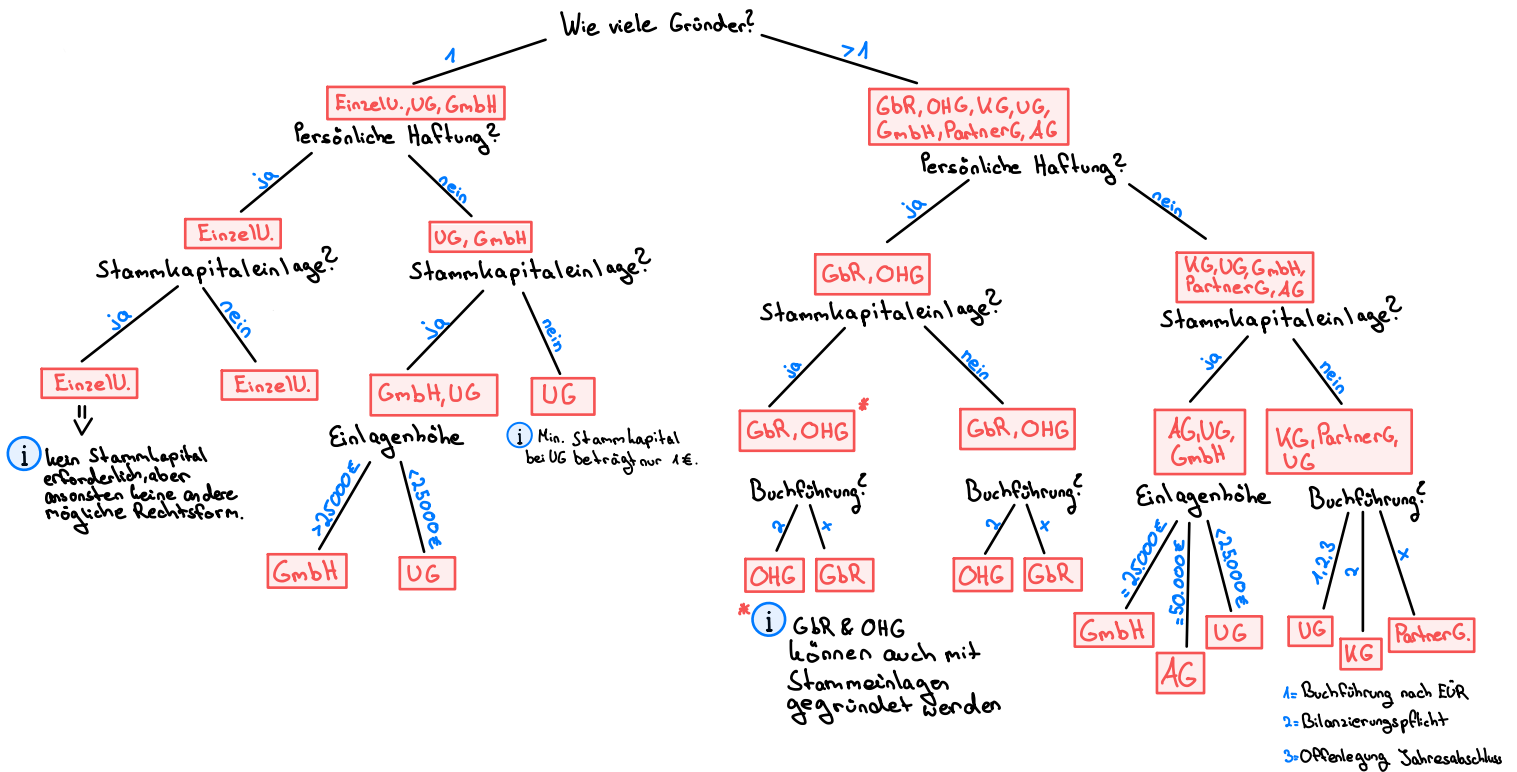 Wie viele Gründer?
1
>1
EinzelU., UG, GmbH
GbR, OHG, KG, UG,
GmbH, PartnerG, AG
Persönliche Haftung?
Persönliche Haftung?
ja
nein
ja
nein
EinzelU.
UG, GmbH
GbR, OHG
KG, UG, GmbH,
PartnerG, AG
Stammkapitaleinlage?
Stammkapitaleinlage?
Stammkapitaleinlage?
Stammkapitaleinlage?
ja
nein
ja
nein
ja
nein
ja
nein
EinzelU.
EinzelU.
GmbH, UG
UG
GbR, OHG *
GbR, OHG
AG, UG,
GmbH
KG, PartnerG,
UG
i kein Stammkapital
erforderlich, aber
ansonsten keine andere
mögliche Rechtsform.
Einlagenhöhe
i Min. Stammkapital
bei UG beträgt nur 1€.
Buchführung?
Buchführung?
Einlagenhöhe
Buchführung?
>25000€
<25000€
2
x
2
x
=25.000€
=50.000€
<25000€
1,2,3
2
x
GmbH
UG
OHG
GbR
OHG
GbR
GmbH
AG
UG
UG
KG
PartnerG.
* i GbR & OHG
können auch mit
Stammeinlagen
gegründet werden
1= Buchführung nach EÜR
2= Bilanzierungspflicht
3= Offenlegung Jahresabschluss